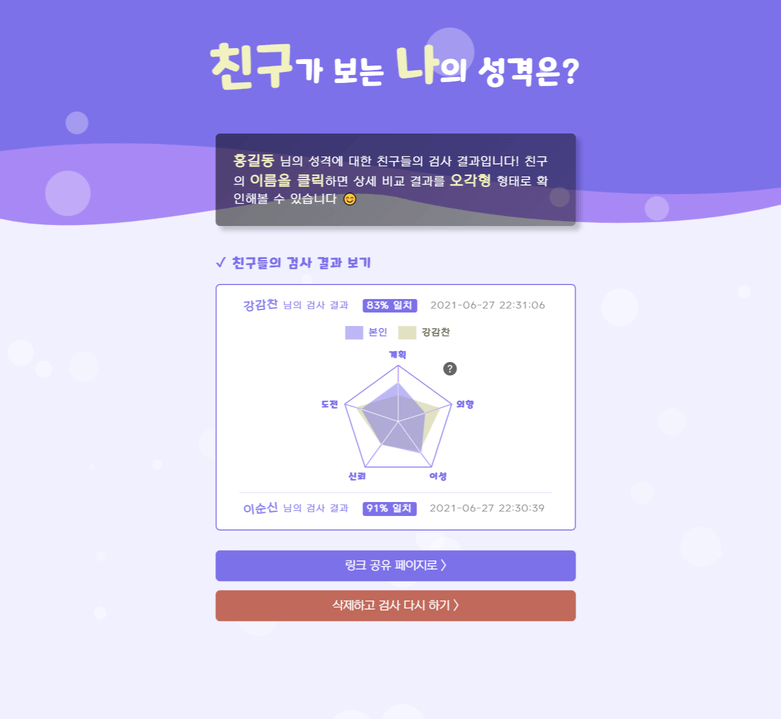 친구가 보는 나의 성격은?
홍길동 님의 성격에 대한 친구들의 검사 결과입니다! 친구
의 이름을 클릭하면 상세 비교 결과를 오각형 형태로 확
인해볼 수 있습니다 😊
✓ 친구들의 검사 결과 보기
강감찬 님의 검사 결과 83% 일치 2021-06-27 22:31:06
본인 강감찬
계획
?
도전 외향
신뢰 이성
이순신 님의 검사 결과 91% 일치 2021-06-27 22:30:39
링크 공유 페이지로 〉
삭제하고 검사 다시 하기 〉